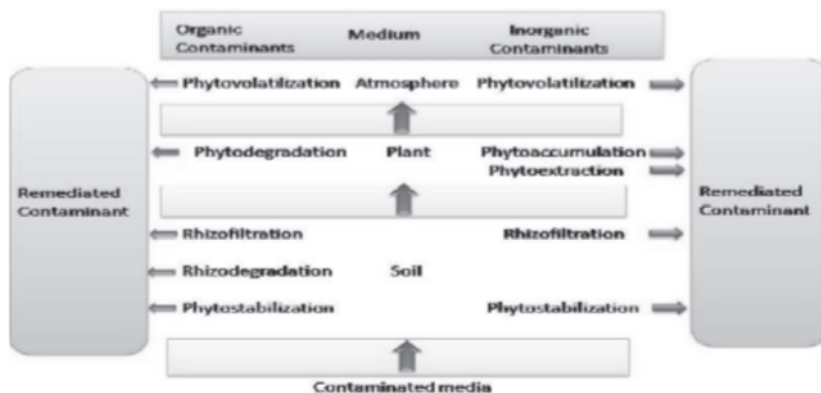 Organic Contaminants Medium Inorganic Contaminants
Phytovolatilization Atmosphere Phytovolatilization
Phytodegradation Plant Phytoaccumulation
Phytoextraction
Remediated Contaminant
Remediated Contaminant
Rhizofiltration Rhizofiltration
Rhizodegradation Soil
Phytostabilization Phytostabilization
Contaminated media